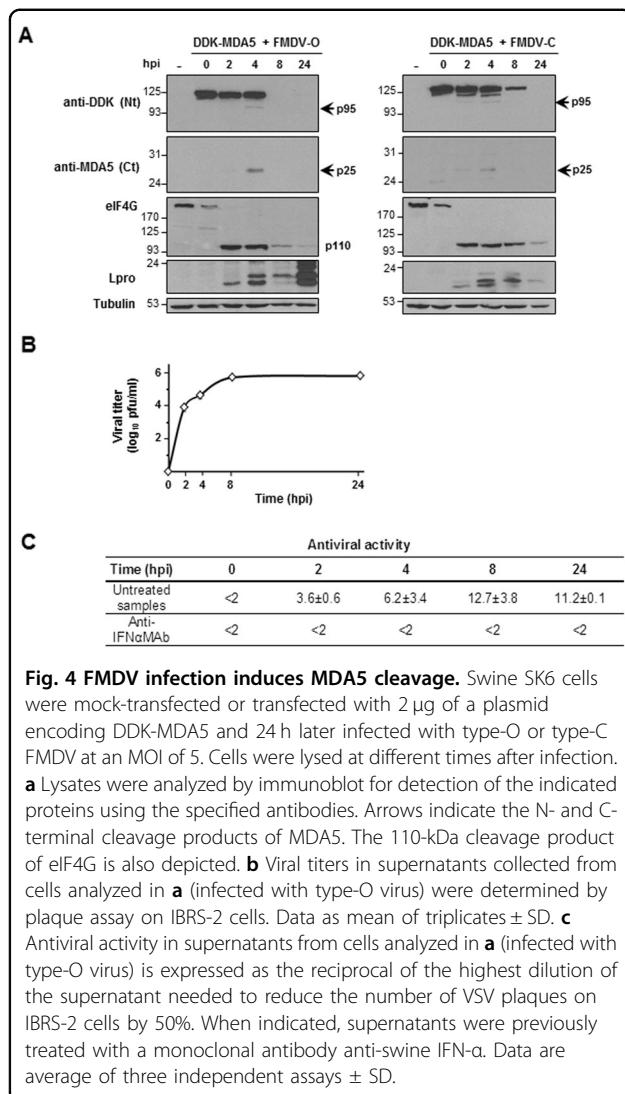 A
DDK-MDA5 + FMDV-O
DDK-MDA5 + FMDV-C
hpi - 0 2 4 8 24
- 0 2 4 8 24
anti-DDK (Nt)
125
93
p95
125
93
p95
anti-MDA5 (Ct)
31
24
p25
31
24
p25
eIF4G
170
125
93
p110
170
125
93
Lpro
24
24
Tubulin
53
53
B
Viral titer
(log10 pfu/ml)
6
4
2
0 2 4 8 24
Time (hpi)
C
Antiviral activity
Time (hpi) 0 2 4 8 24
Untreated
samples <2 3.6±0.6 6.2±3.4 12.7±3.8 11.2±0.1
Anti-
IFNαMAb <2 <2 <2 <2 <2
Fig. 4 FMDV infection induces MDA5 cleavage. Swine SK6 cells
were mock-transfected or transfected with 2 µg of a plasmid
encoding DDK-MDA5 and 24 h later infected with type-O or type-C
FMDV at an MOI of 5. Cells were lysed at different times after infection.
a Lysates were analyzed by immunoblot for detection of the indicated
proteins using the specified antibodies. Arrows indicate the N- and C-
terminal cleavage products of MDA5. The 110-kDa cleavage product
of eIF4G is also depicted. b Viral titers in supernatants collected from
cells analyzed in a (infected with type-O virus) were determined by
plaque assay on IBRS-2 cells. Data as mean of triplicates ± SD. c
Antiviral activity in supernatants from cells analyzed in a (infected with
type-O virus) is expressed as the reciprocal of the highest dilution of
the supernatant needed to reduce the number of VSV plaques on
IBRS-2 cells by 50%. When indicated, supernatants were previously
treated with a monoclonal antibody anti-swine IFN-α. Data are
average of three independent assays ± SD.